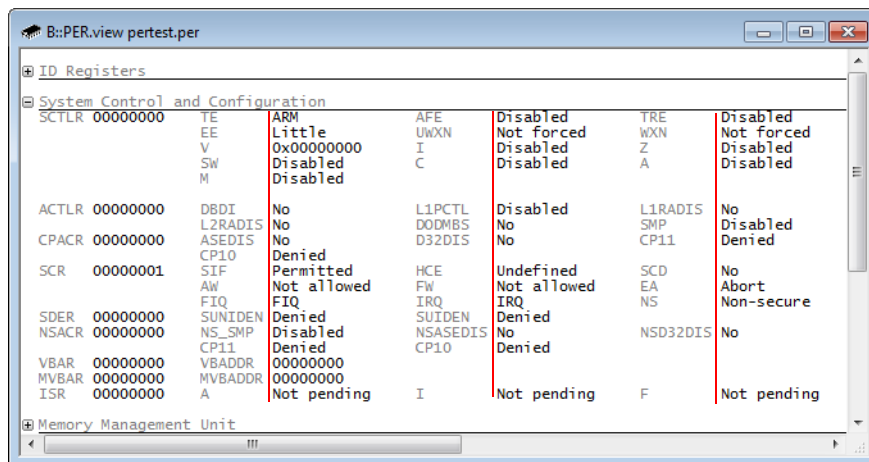 B::PER.view pertest.per
ID Registers
System Control and Configuration
SCTLR 00000000 TE ARM AFE Disabled TRE Disabled
EE Little UWXN Not forced WXN Not forced
V 0x00000000 I Disabled Z Disabled
SW Disabled C Disabled A Disabled
M Disabled
ACTLR 00000000 DBDI No L1PCTL Disabled L1RADIS No
L2RADIS No DODMBS No SMP Disabled
CPACR 00000000 ASEDIS No D32DIS No CP11 Denied
CP10 Denied
SCR 00000001 SIF Permitted HCE Undefined SCD No
AW Not allowed FW Not allowed EA Abort
FIQ FIQ IRQ IRQ NS Non-secure
SDER 00000000 SUNIDEN Denied SUIDEN Denied
NSACR 00000000 NS_SMP Disabled NSASEDIS No NSD32DIS No
CP11 Denied CP10 Denied
VBAR 00000000 VBADDR 00000000
MVBAR 00000000 MVBADDR 00000000
ISR 00000000 A Not pending I Not pending F Not pending
Memory Management Unit